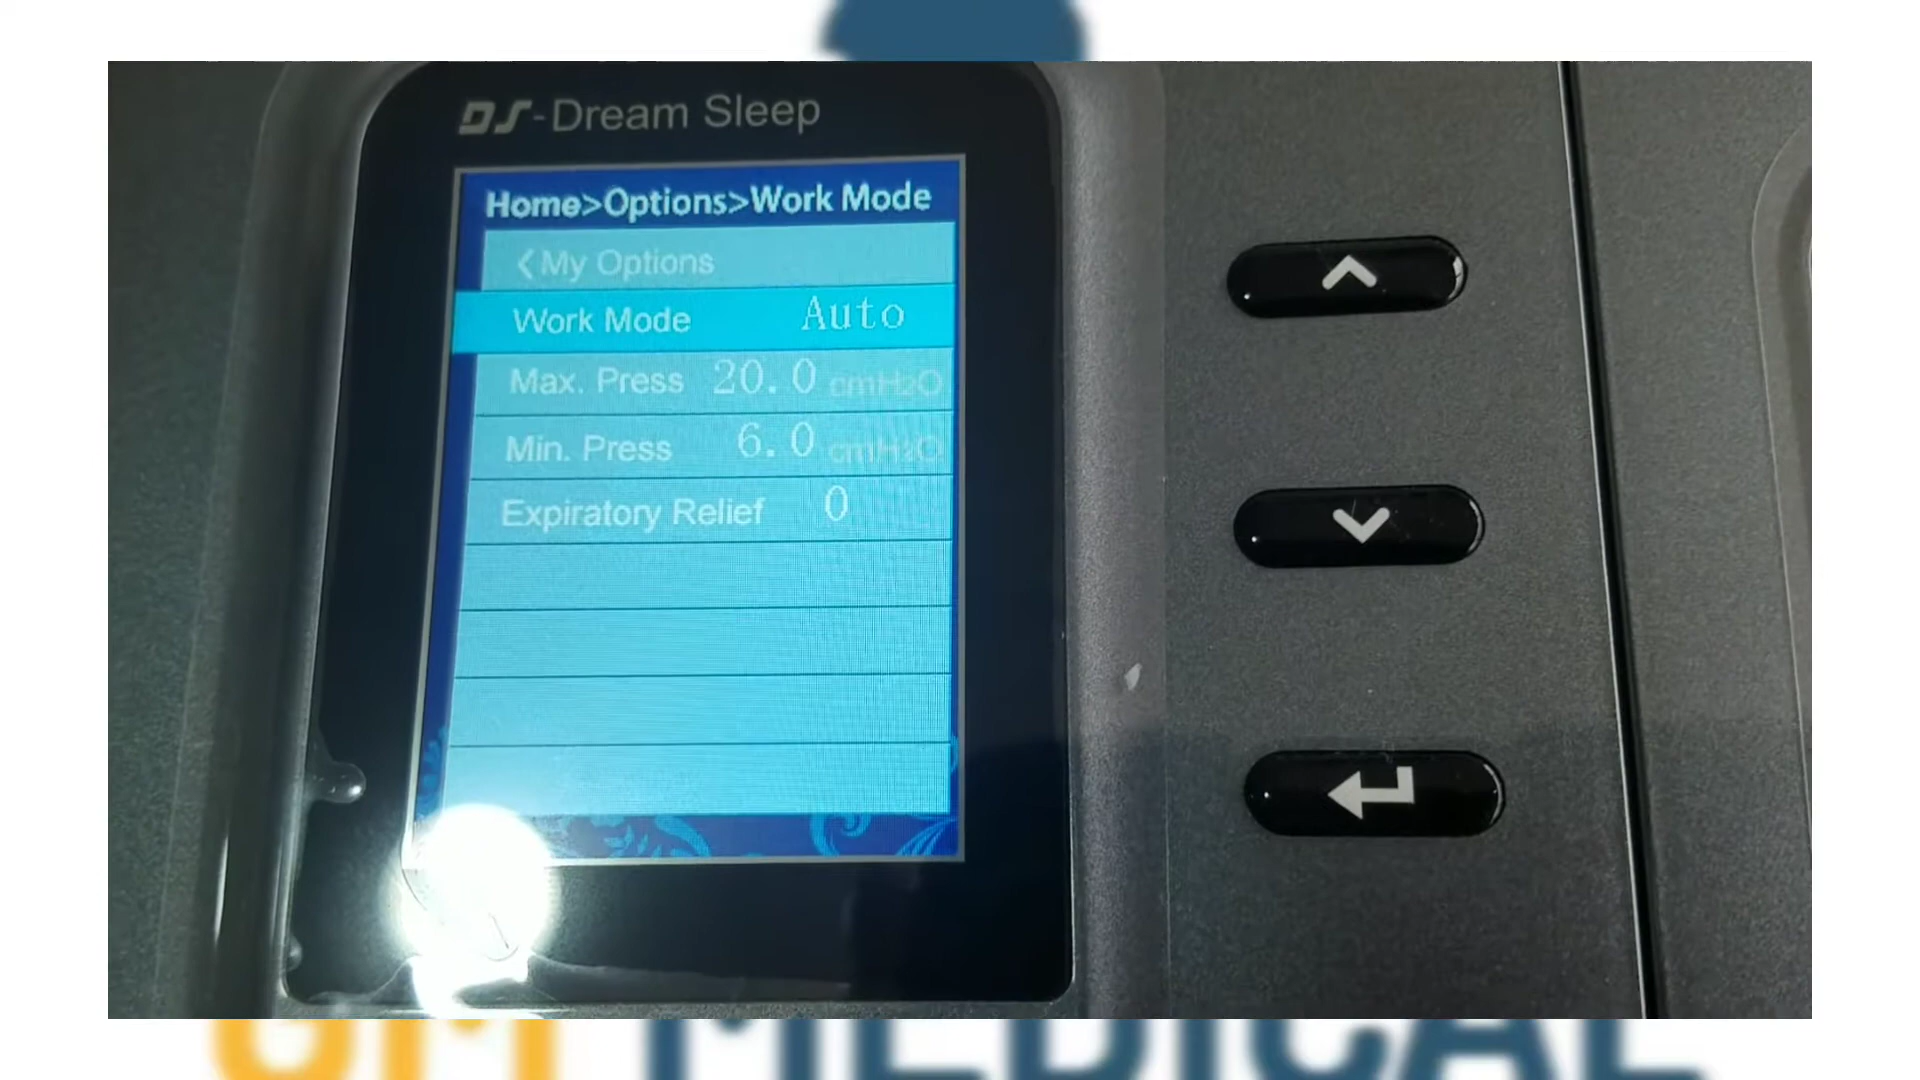 DS-Dream Sleep
Home>Options>Work Mode
<My Options
Work Mode Auto
Max. Press 20.0 cmH2O
Min. Press 6.0 cmH2O
Expiratory Relief 0
MEDICAL